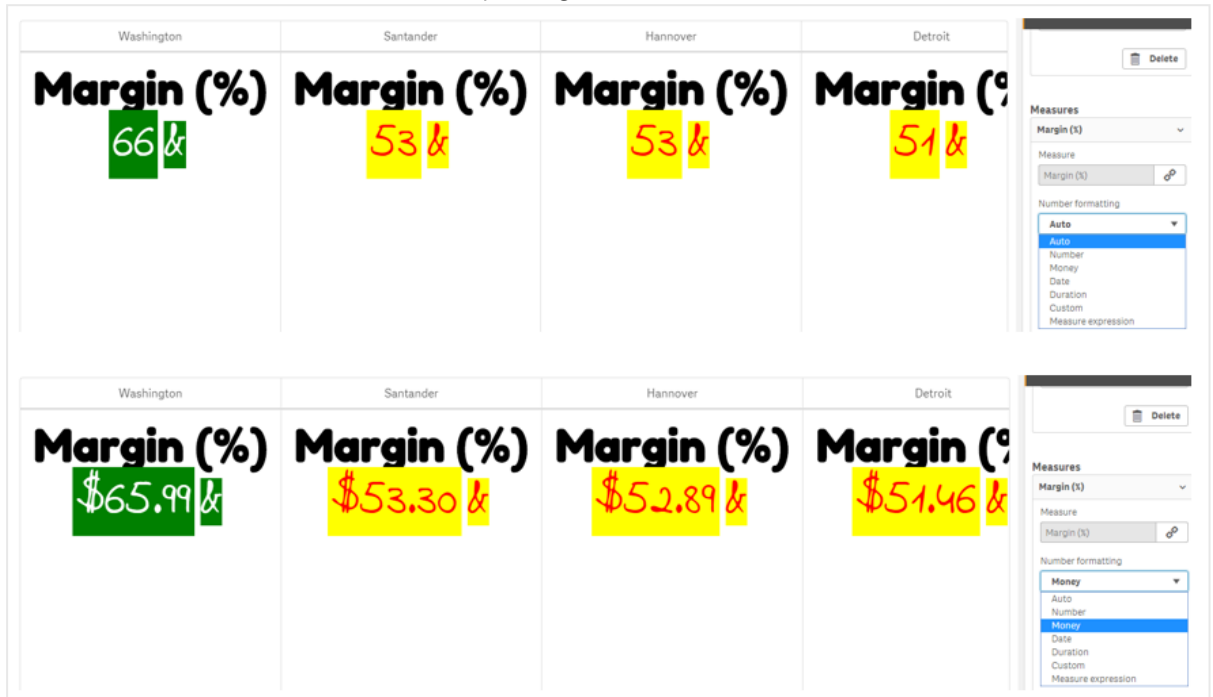 Washington Santander Hannover Detroit
Margin (%) Margin (%) Margin (%) Margin (%
66 & 53 & 53 & 51 &
Delete
Measures
Margin (%)
Measure
Margin (%)
Number formatting
Auto
Auto
Number
Money
Date
Duration
Custom
Measure expression
Washington Santander Hannover Detroit
Margin (%) Margin (%) Margin (%) Margin (%
$65.99 & $53.30 & $52.89 & $51.46 &
Delete
Measures
Margin (%)
Measure
Margin (%)
Number formatting
Money
Auto
Number
Money
Date
Duration
Custom
Measure expression